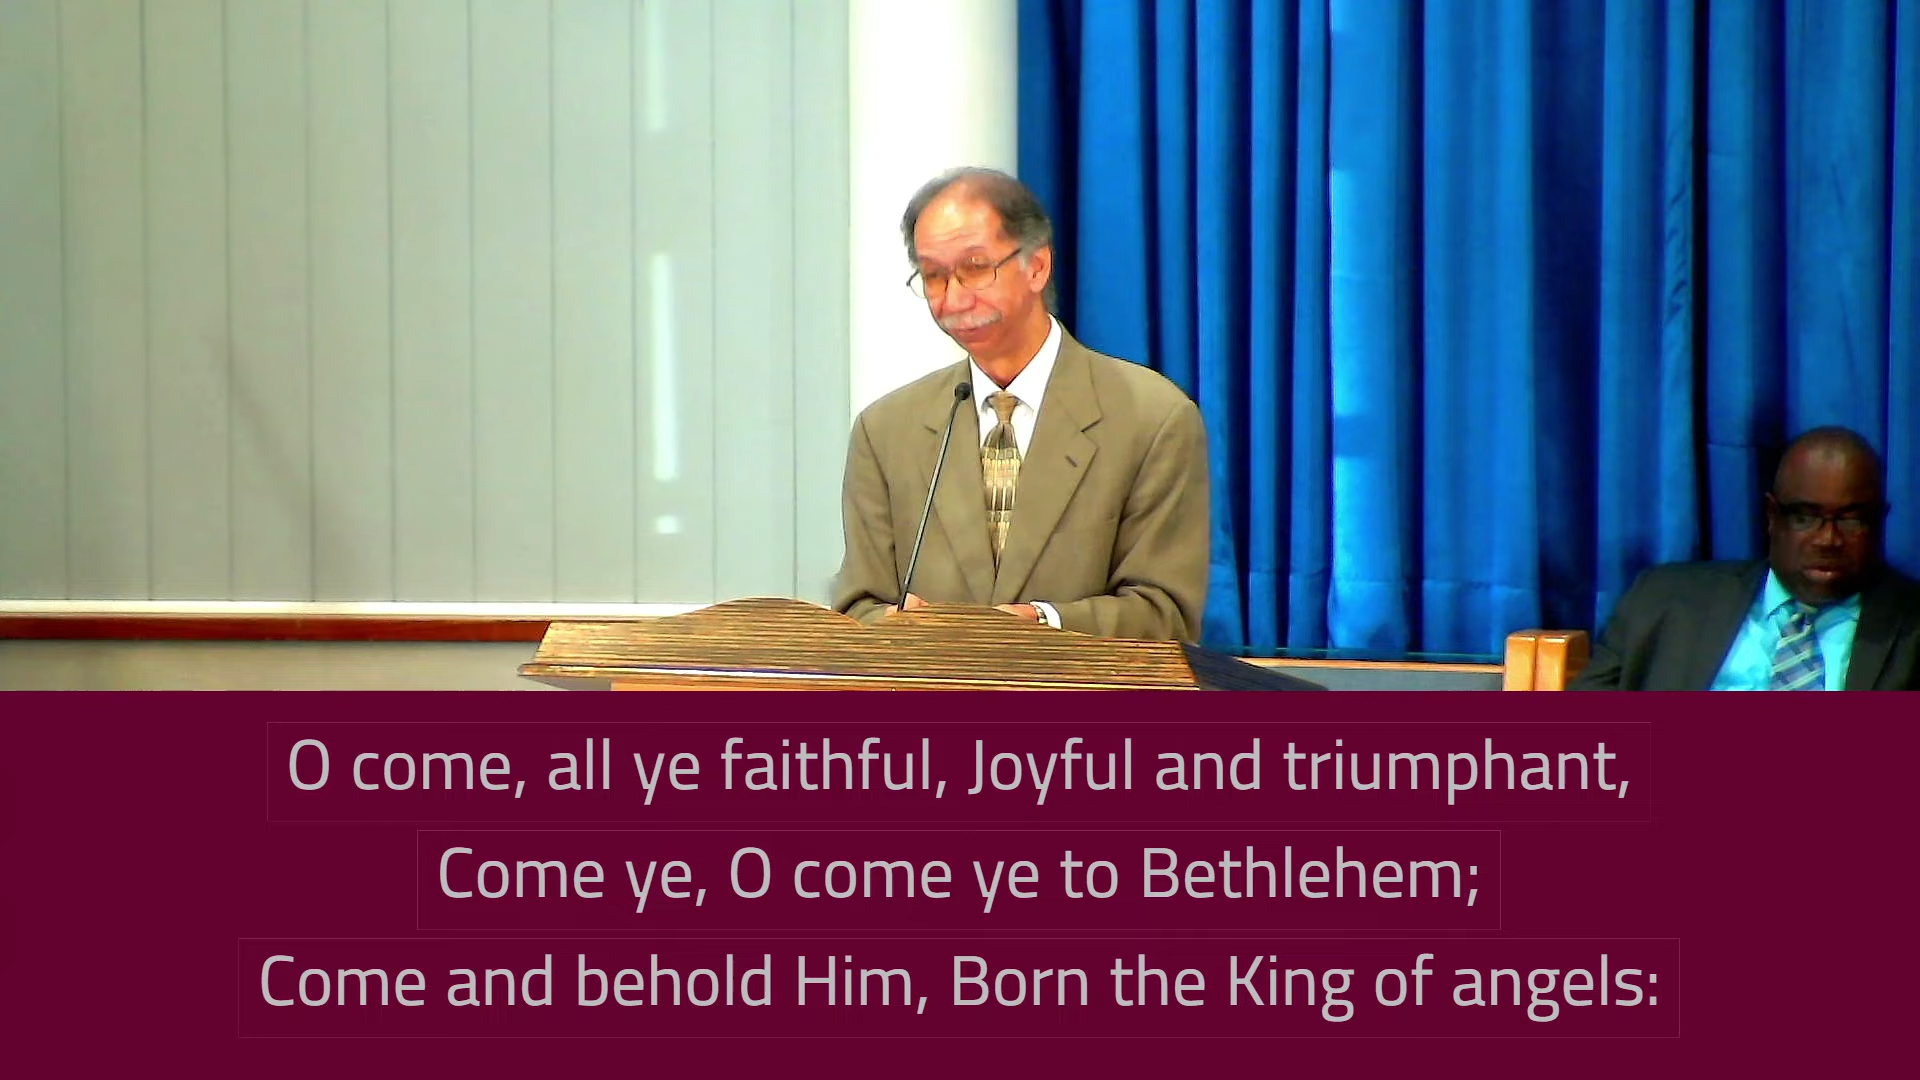 O come, all ye faithful, Joyful and triumphant,
Come ye, O come ye to Bethlehem;
Come and behold Him, Born the King of angels: